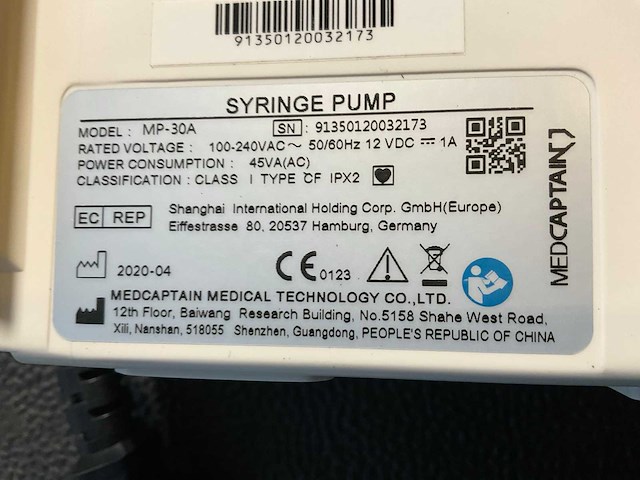 91350120032173
SYRINGE PUMP
MODEL : MP-30A SN : 91350120032173
RATED VOLTAGE : 100-240VAC ~ 50/60Hz 12 VDC ⎓ 1A
POWER CONSUMPTION : 45VA(AC)
CLASSIFICATION : CLASS I TYPE CF IPX2
MEDCAPTAIN
EC REP Shanghai International Holding Corp. GmbH(Europe)
Eiffestrasse 80, 20537 Hamburg, Germany
2020-04 CE 0123
MEDCAPTAIN MEDICAL TECHNOLOGY CO.,LTD.
12th Floor, Baiwang Research Building, No.5158 Shahe West Road,
Xili, Nanshan, 518055 Shenzhen, Guangdong, PEOPLE'S REPUBLIC OF CHINA